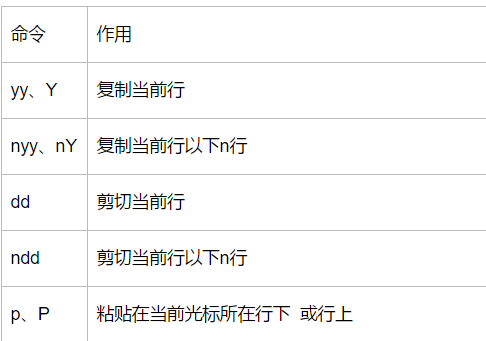 命令 作用
yy、Y 复制当前行
nyy、nY 复制当前行以下n行
dd 剪切当前行
ndd 剪切当前行以下n行
p、P 粘贴在当前光标所在行下 或行上